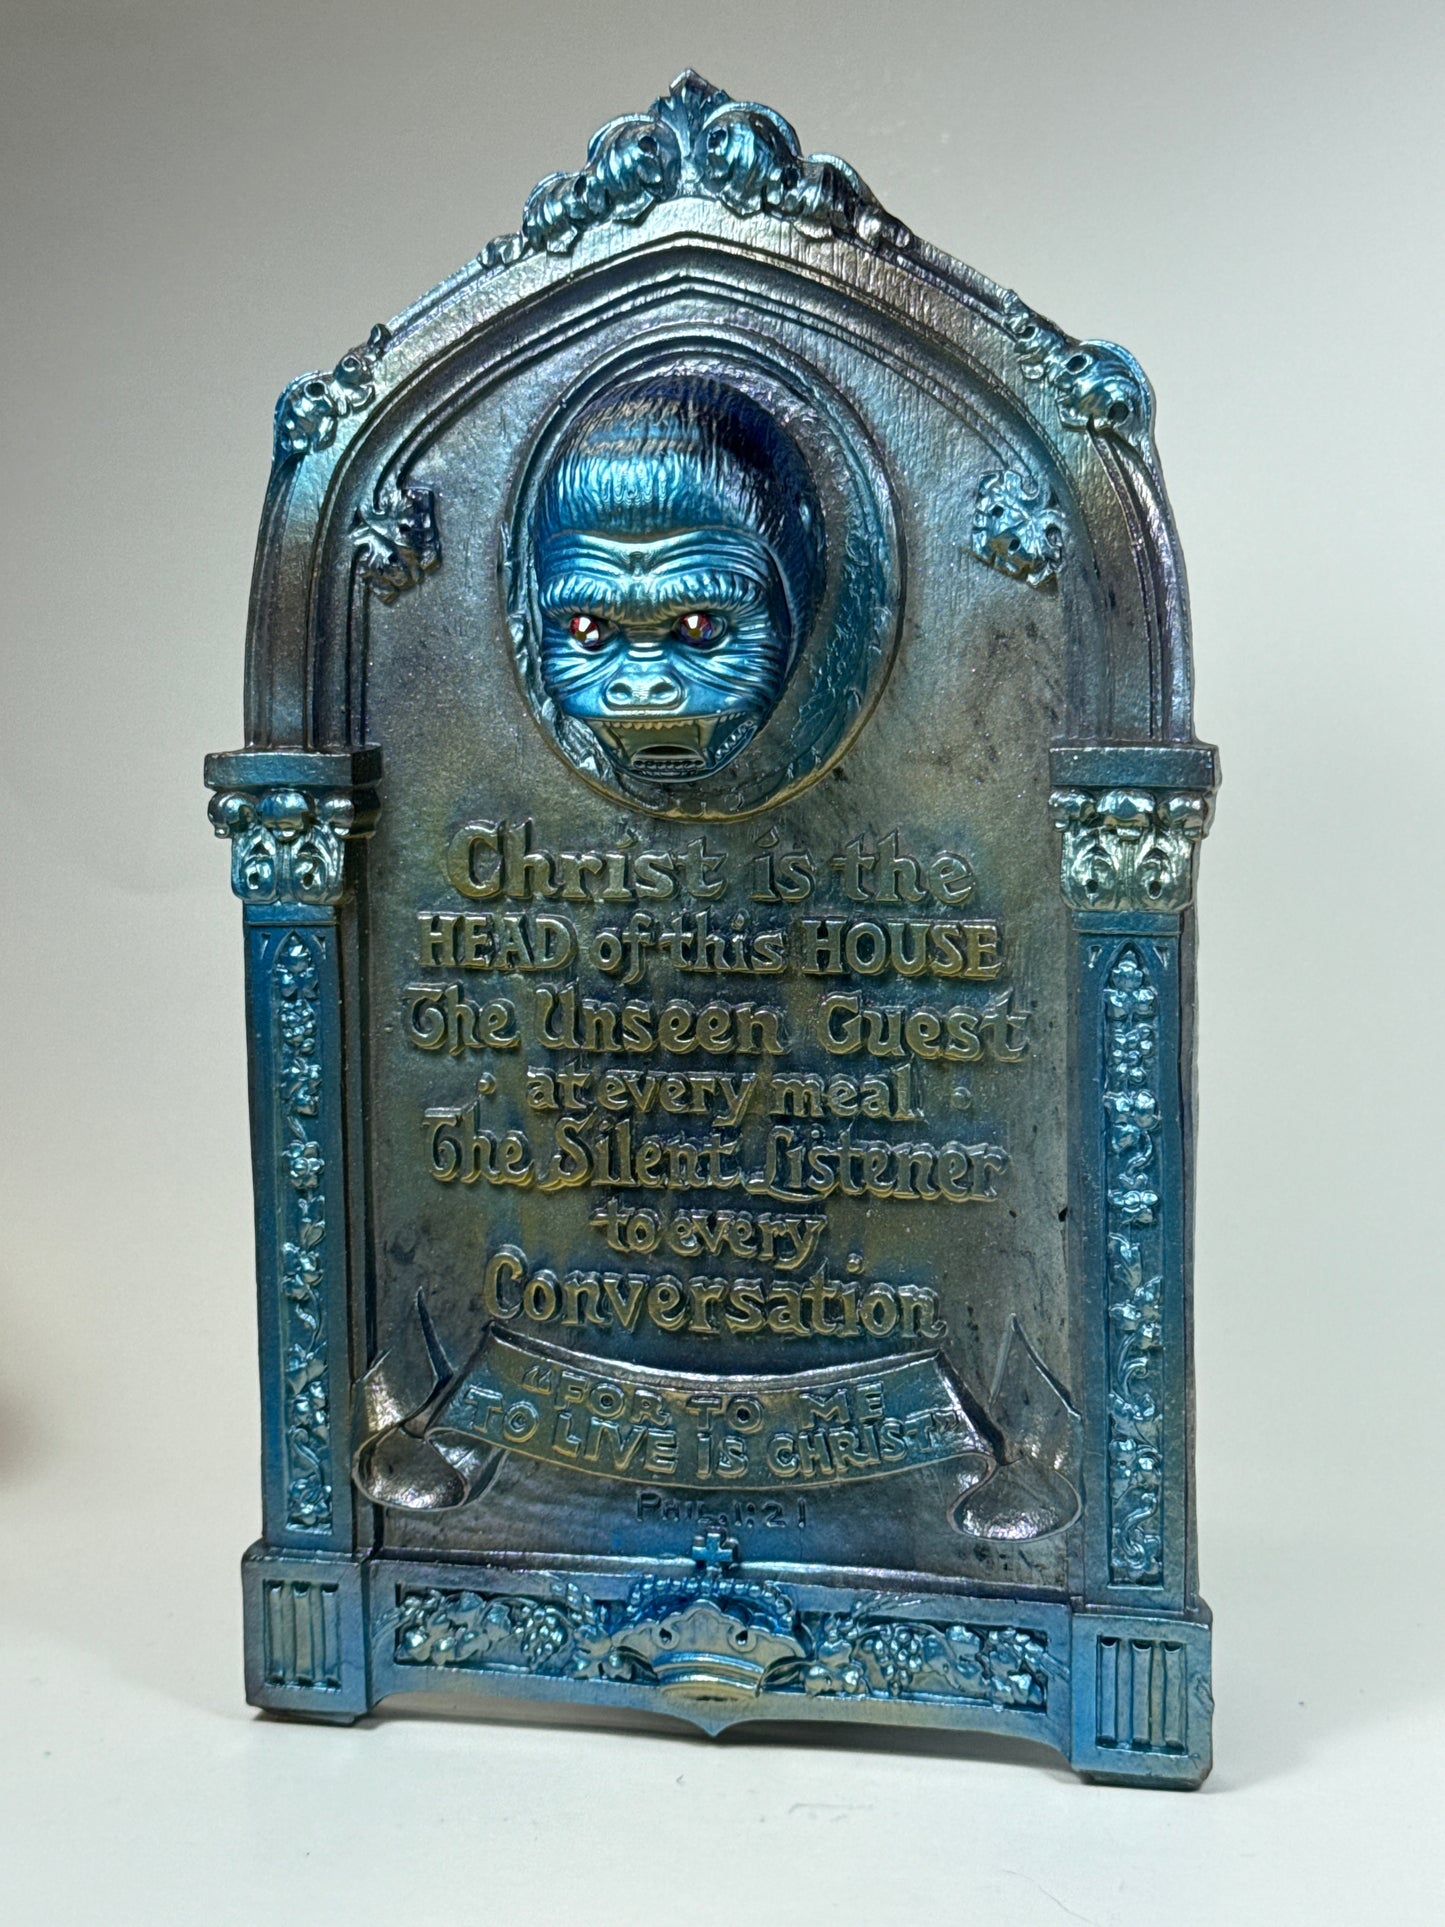 Christ is the
HEAD of this HOUSE
The Unseen Guest
· at every meal ·
The Silent Listener
to every
Conversation
"FOR TO ME
TO LIVE IS CHRIST"
PHIL.1:21